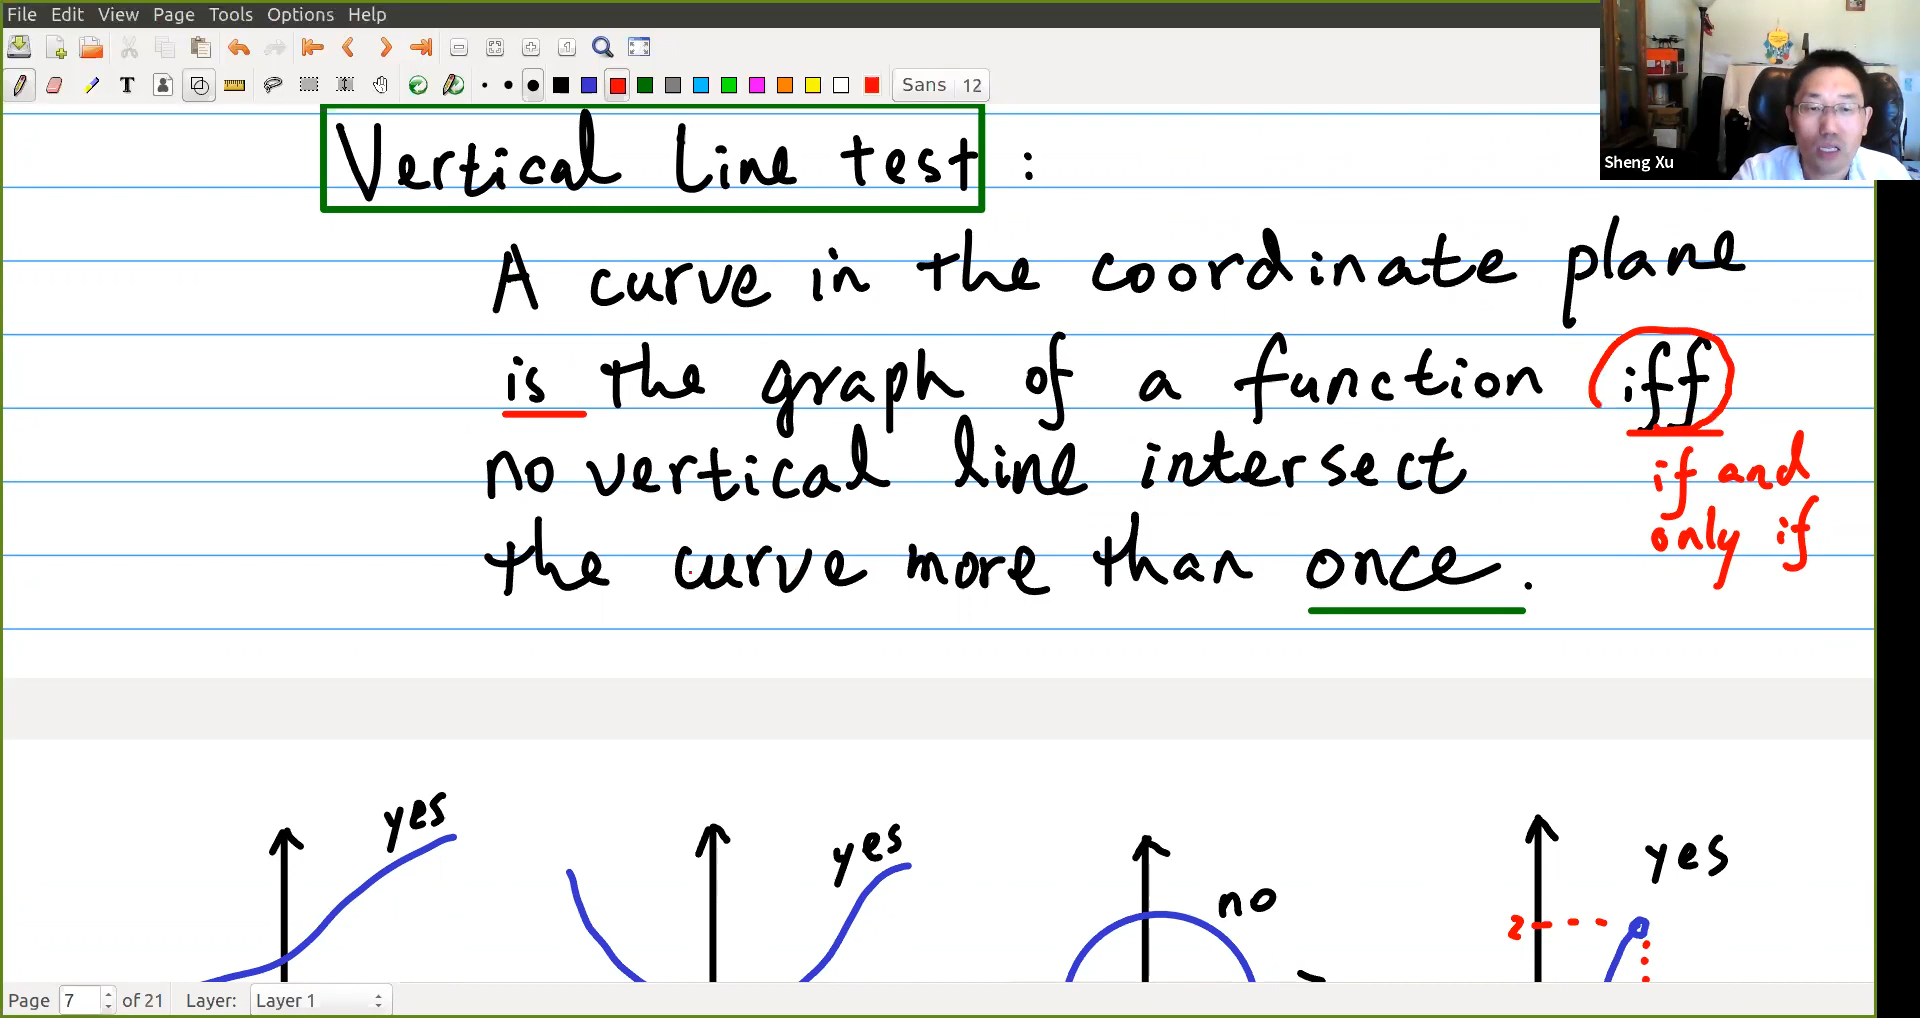 File Edit View Page Tools Options Help
Sans 12
Sheng Xu
Vertical Line test :
A curve in the coordinate plane
is the graph of a function iff
no vertical line intersect
if and
only if
the curve more than once.
yes
yes
no
yes
2
Page 7 of 21 Layer: Layer 1